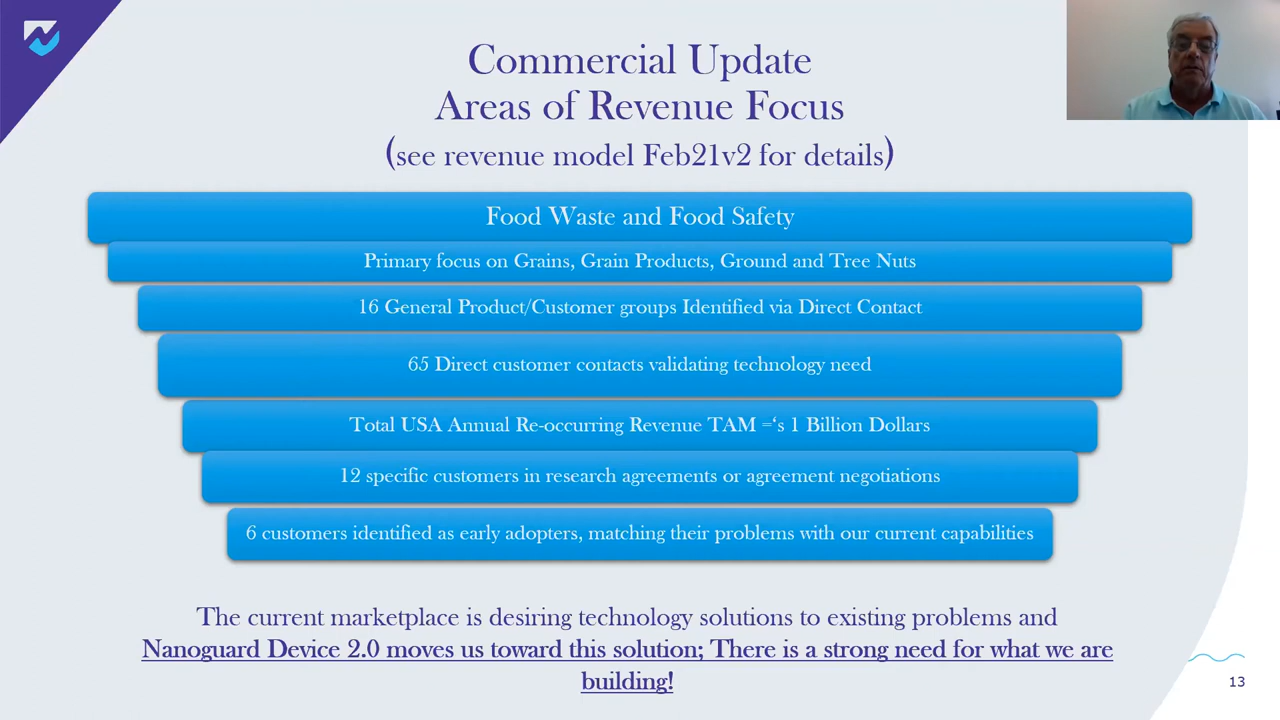 Commercial Update
Areas of Revenue Focus
(see revenue model Feb21v2 for details)
Food Waste and Food Safety
Primary focus on Grains, Grain Products, Ground and Tree Nuts
16 General Product/Customer groups Identified via Direct Contact
65 Direct customer contacts validating technology need
Total USA Annual Re-occurring Revenue TAM =‘s 1 Billion Dollars
12 specific customers in research agreements or agreement negotiations
6 customers identified as early adopters, matching their problems with our current capabilities
The current marketplace is desiring technology solutions to existing problems and
Nanoguard Device 2.0 moves us toward this solution; There is a strong need for what we are
building!
13